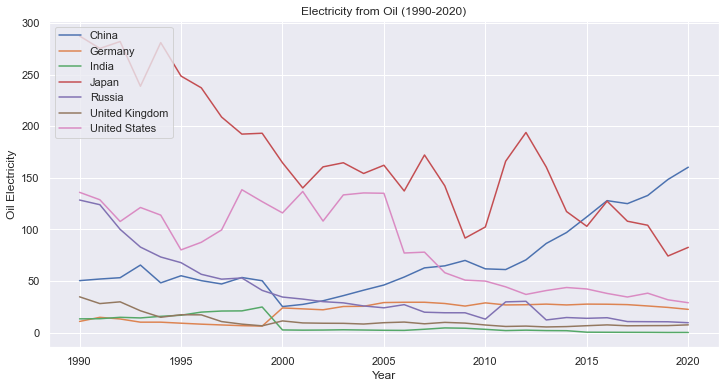 Electricity from Oil (1990-2020)
China
Germany
India
Japan
Russia
United Kingdom
United States
300
250
200
150
100
50
0
Oil Electricity
1990 1995 2000 2005 2010 2015 2020
Year